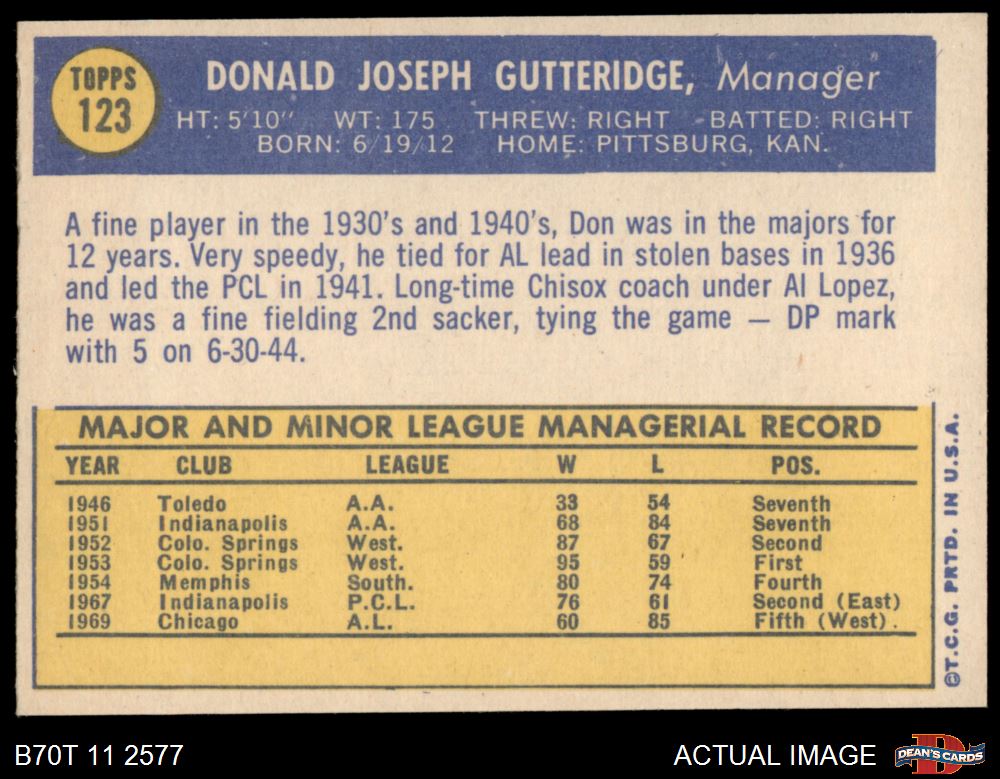 TOPPS
123
DONALD JOSEPH GUTTERIDGE, Manager
HT: 5'10" WT: 175 THREW: RIGHT BATTED: RIGHT
BORN: 6/19/12 HOME: PITTSBURG, KAN.
A fine player in the 1930's and 1940's, Don was in the majors for
12 years. Very speedy, he tied for AL lead in stolen bases in 1936
and led the PCL in 1941. Long-time Chisox coach under Al Lopez,
he was a fine fielding 2nd sacker, tying the game — DP mark
with 5 on 6-30-44.
MAJOR AND MINOR LEAGUE MANAGERIAL RECORD
YEAR CLUB LEAGUE W L POS.
1946 Toledo A.A. 33 54 Seventh
1951 Indianapolis A.A. 68 84 Seventh
1952 Colo. Springs West. 87 67 Second
1953 Colo. Springs West. 95 59 First
1954 Memphis South. 80 74 Fourth
1967 Indianapolis P.C.L. 76 61 Second (East)
1969 Chicago A.L. 60 85 Fifth (West).
©T.C.G. PRTD. IN U.S.A.
B70T 11 2577 ACTUAL IMAGE
DEAN'S CARDS